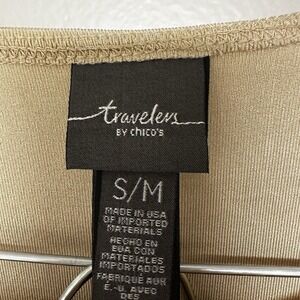 travelers
BY chico's
S/M
MADE IN USA
OF IMPORTED
MATERIALS
HECHO EN
EUA CON
MATERIALES
IMPORTADOS
FABRIQUÉ AUX
É.-U. AVEC
DES